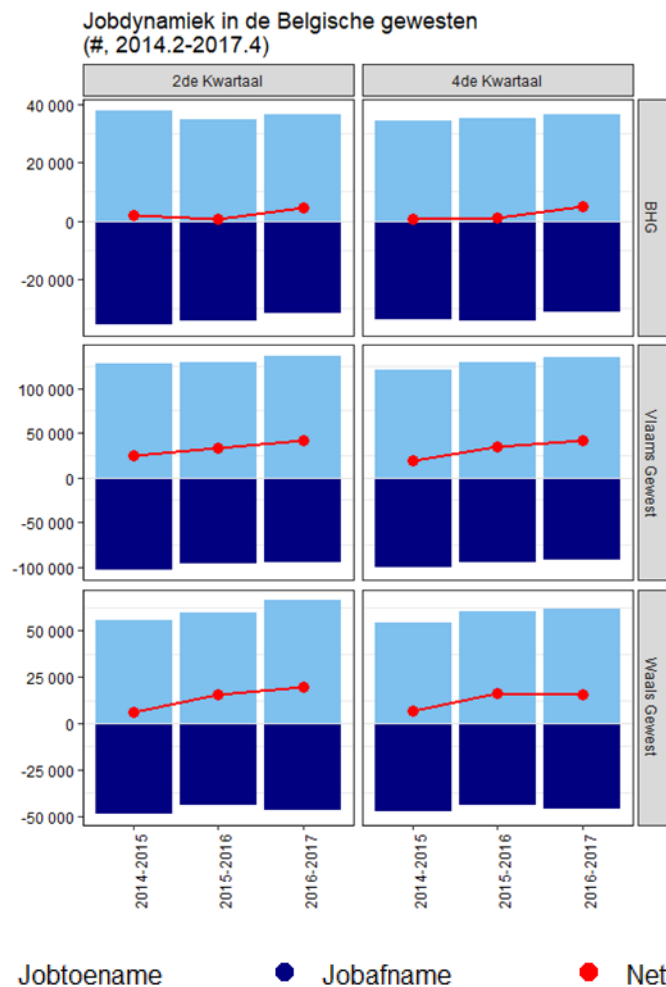 Jobdynamiek in de Belgische gewesten
(#, 2014.2-2017.4)
2de Kwartaal
4de Kwartaal
40 000
20 000
0
-20 000
BHG
100 000
50 000
0
-50 000
-100 000
Vlaams Gewest
50 000
25 000
0
-25 000
-50 000
Waals Gewest
2014-2015
2015-2016
2016-2017
2014-2015
2015-2016
2016-2017
Jobtoename
Jobafname
Net